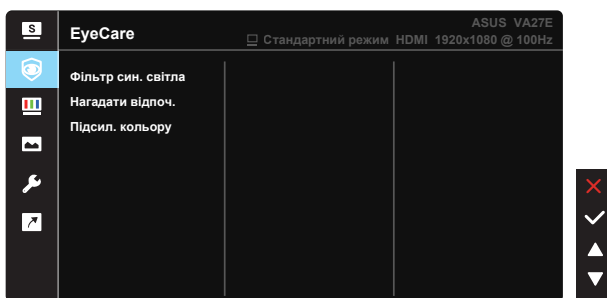 S
EyeCare
ASUS VA27E
Стандартний режим HDMI 1920x1080 @ 100Hz
Фільтр син. світла
Нагадати відпоч.
Підсил. кольору